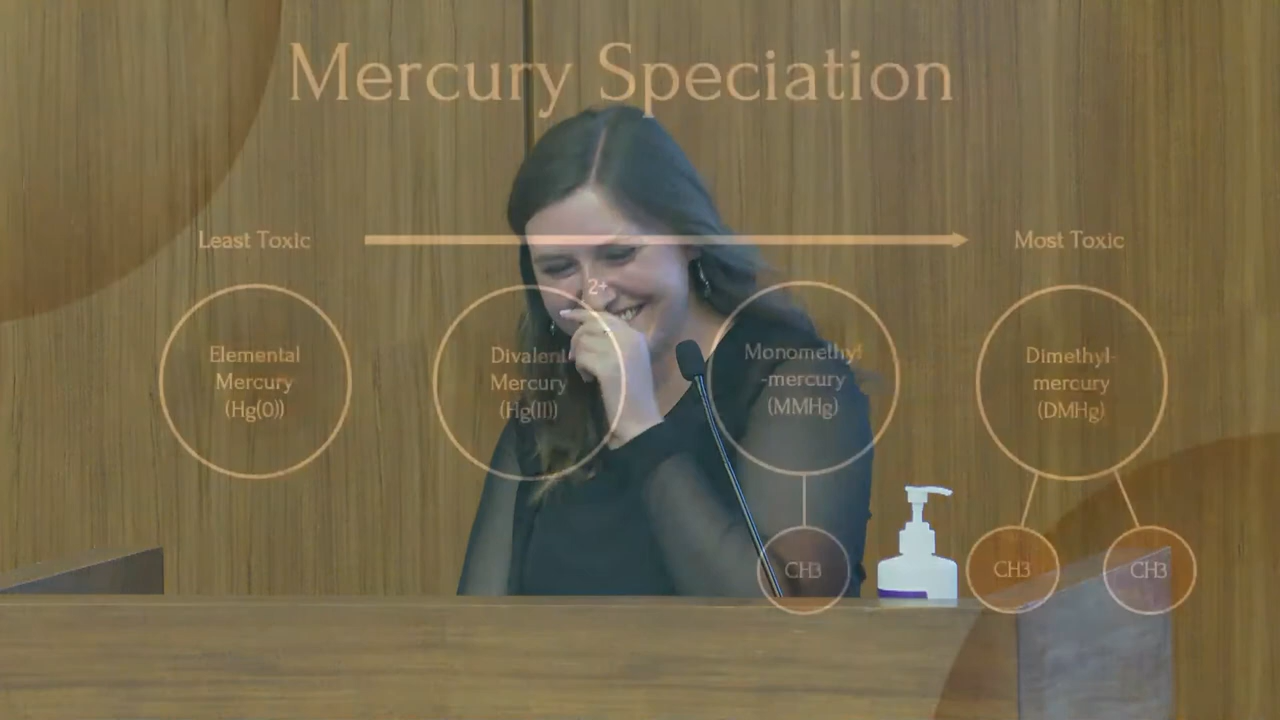 Mercury Speciation
Least Toxic
Most Toxic
2+
Elemental
Mercury
(Hg(0))
Divalent
Mercury
(Hg(II))
Monomethyl
-mercury
(MMHg)
Dimethyl-
mercury
(DMHg)
CH3
CH3
CH3